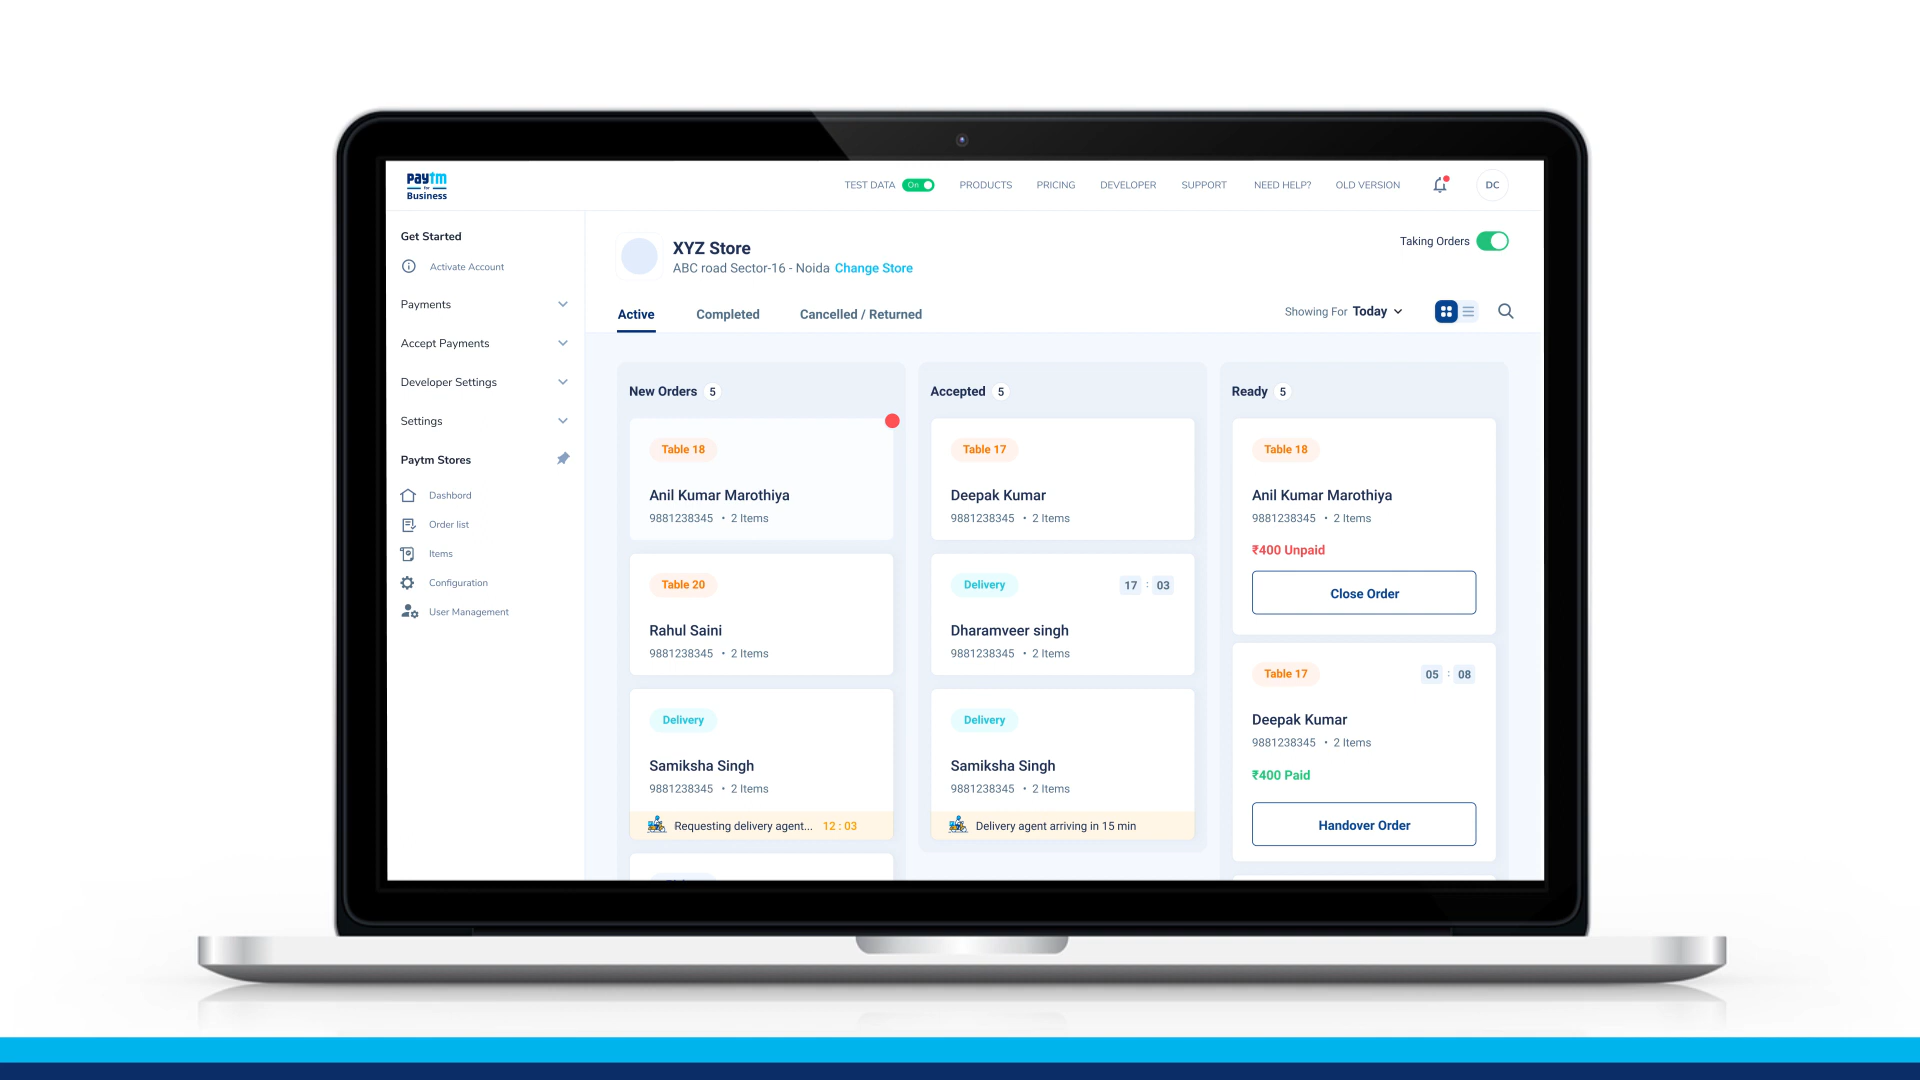 paytm
for
Business
TEST DATA On PRODUCTS PRICING DEVELOPER SUPPORT NEED HELP? OLD VERSION DC
Get Started
Activate Account
Payments
Accept Payments
Developer Settings
Settings
Paytm Stores
Dashbord
Order list
Items
Configuration
User Management
XYZ Store
ABC road Sector-16 - Noida Change Store
Taking Orders
Active Completed Cancelled / Returned
Showing For Today
New Orders 5
Table 18
Anil Kumar Marothiya
9881238345 • 2 Items
Table 20
Rahul Saini
9881238345 • 2 Items
Delivery
Samiksha Singh
9881238345 • 2 Items
Requesting delivery agent... 12 : 03
Accepted 5
Table 17
Deepak Kumar
9881238345 • 2 Items
Delivery 17 : 03
Dharamveer singh
9881238345 • 2 Items
Delivery
Samiksha Singh
9881238345 • 2 Items
Delivery agent arriving in 15 min
Ready 5
Table 18
Anil Kumar Marothiya
9881238345 • 2 Items
₹400 Unpaid
Close Order
Table 17 05 : 08
Deepak Kumar
9881238345 • 2 Items
₹400 Paid
Handover Order